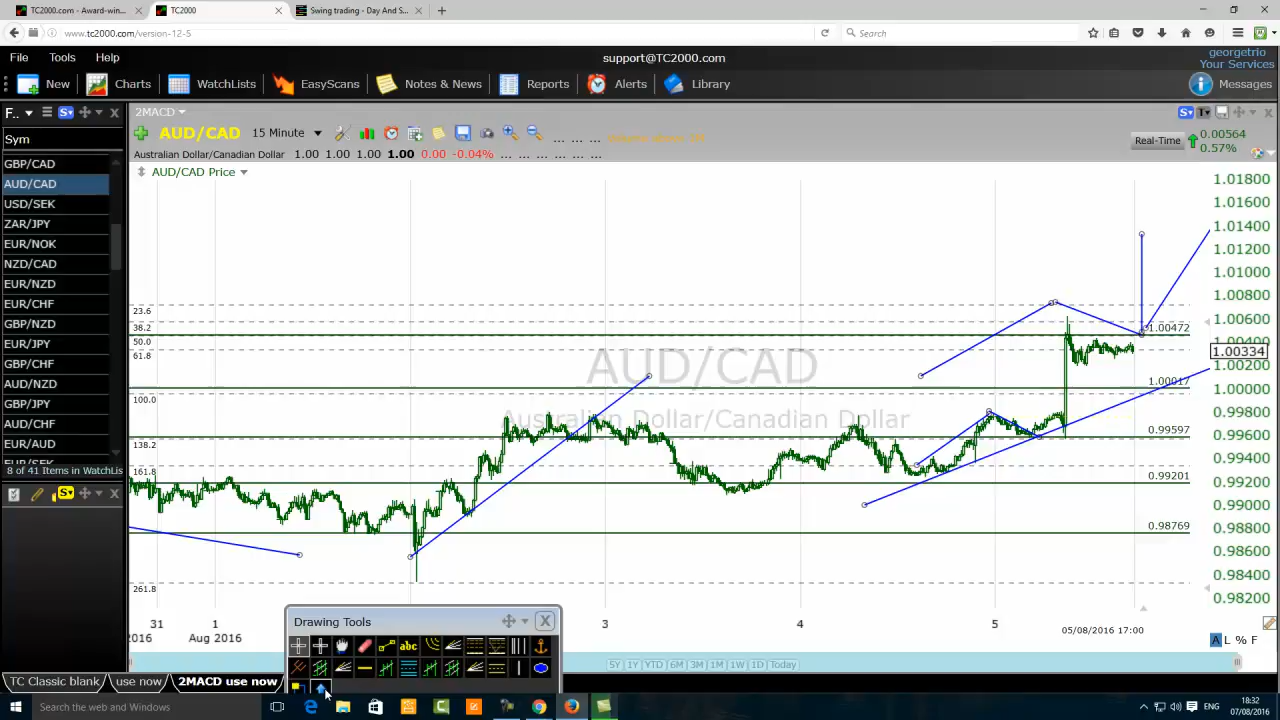 TC2000.com - Award-win...
TC2000
Swing trading - Day And S...
www.tc2000.com/version-12-5
Search
File Tools Help
support@TC2000.com
georgetrio
Your Services
New Charts WatchLists EasyScans Notes & News Reports Alerts Library
Messages
F..
Sym
GBP/CAD
AUD/CAD
USD/SEK
ZAR/JPY
EUR/NOK
NZD/CAD
EUR/NZD
EUR/CHF
GBP/NZD
EUR/JPY
GBP/CHF
AUD/NZD
GBP/JPY
AUD/CHF
EUR/AUD
8 of 41 Items in WatchLis
2MACD
AUD/CAD 15 Minute
Australian Dollar/Canadian Dollar 1.00 1.00 1.00 1.00 0.00 -0.04% ... ... ... ... ... ...
Real-Time
0.00564
0.57%
AUD/CAD Price
AUD/CAD
Australian Dollar/Canadian Dollar
23.6
38.2
50.0
61.8
100.0
138.2
161.8
261.8
1.00472
1.00017
0.99597
0.99201
0.98769
1.01800
1.01600
1.01400
1.01200
1.01000
1.00800
1.00600
1.00400
1.00334
1.00200
1.00000
0.99800
0.99600
0.99400
0.99200
0.99000
0.98800
0.98600
0.98400
0.98200
31 1 3 4 5
2016 Aug 2016
05/08/2016 17:00
A L % F
Drawing Tools
abc
5Y 1Y YTD 6M 3M 1M 1W 1D Today
TC Classic blank use now 2MACD use now
Search the web and Windows
ENG
18:32
07/08/2016